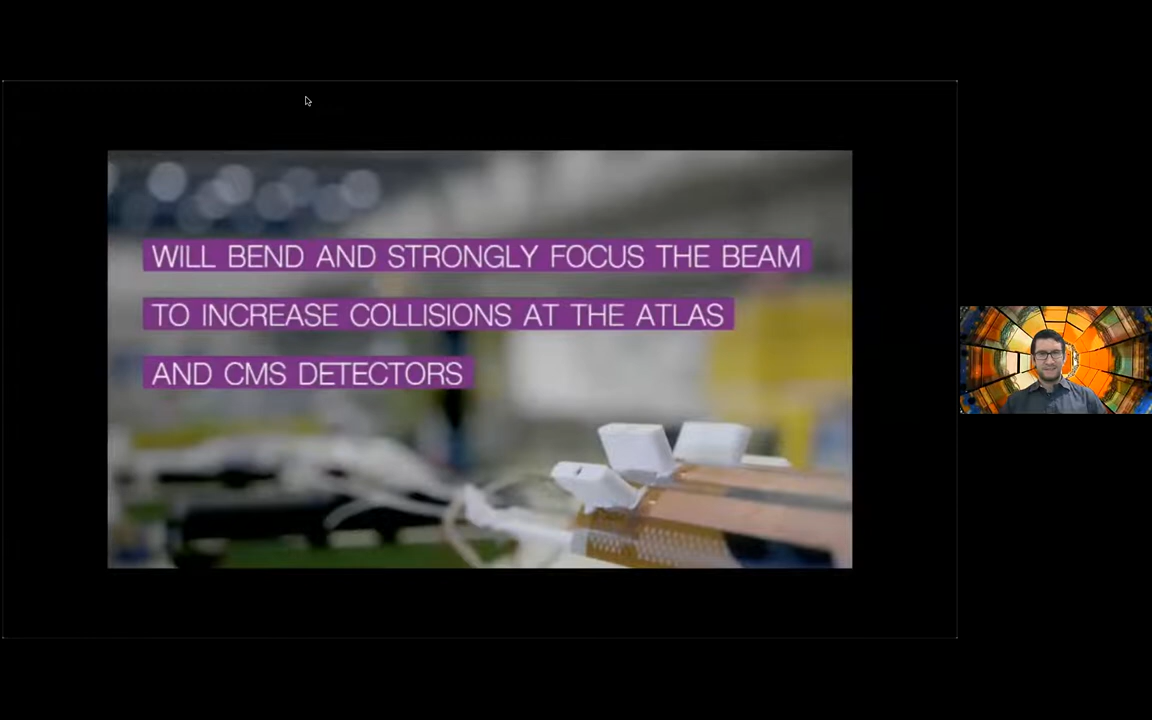 WILL BEND AND STRONGLY FOCUS THE BEAM
TO INCREASE COLLISIONS AT THE ATLAS
AND CMS DETECTORS